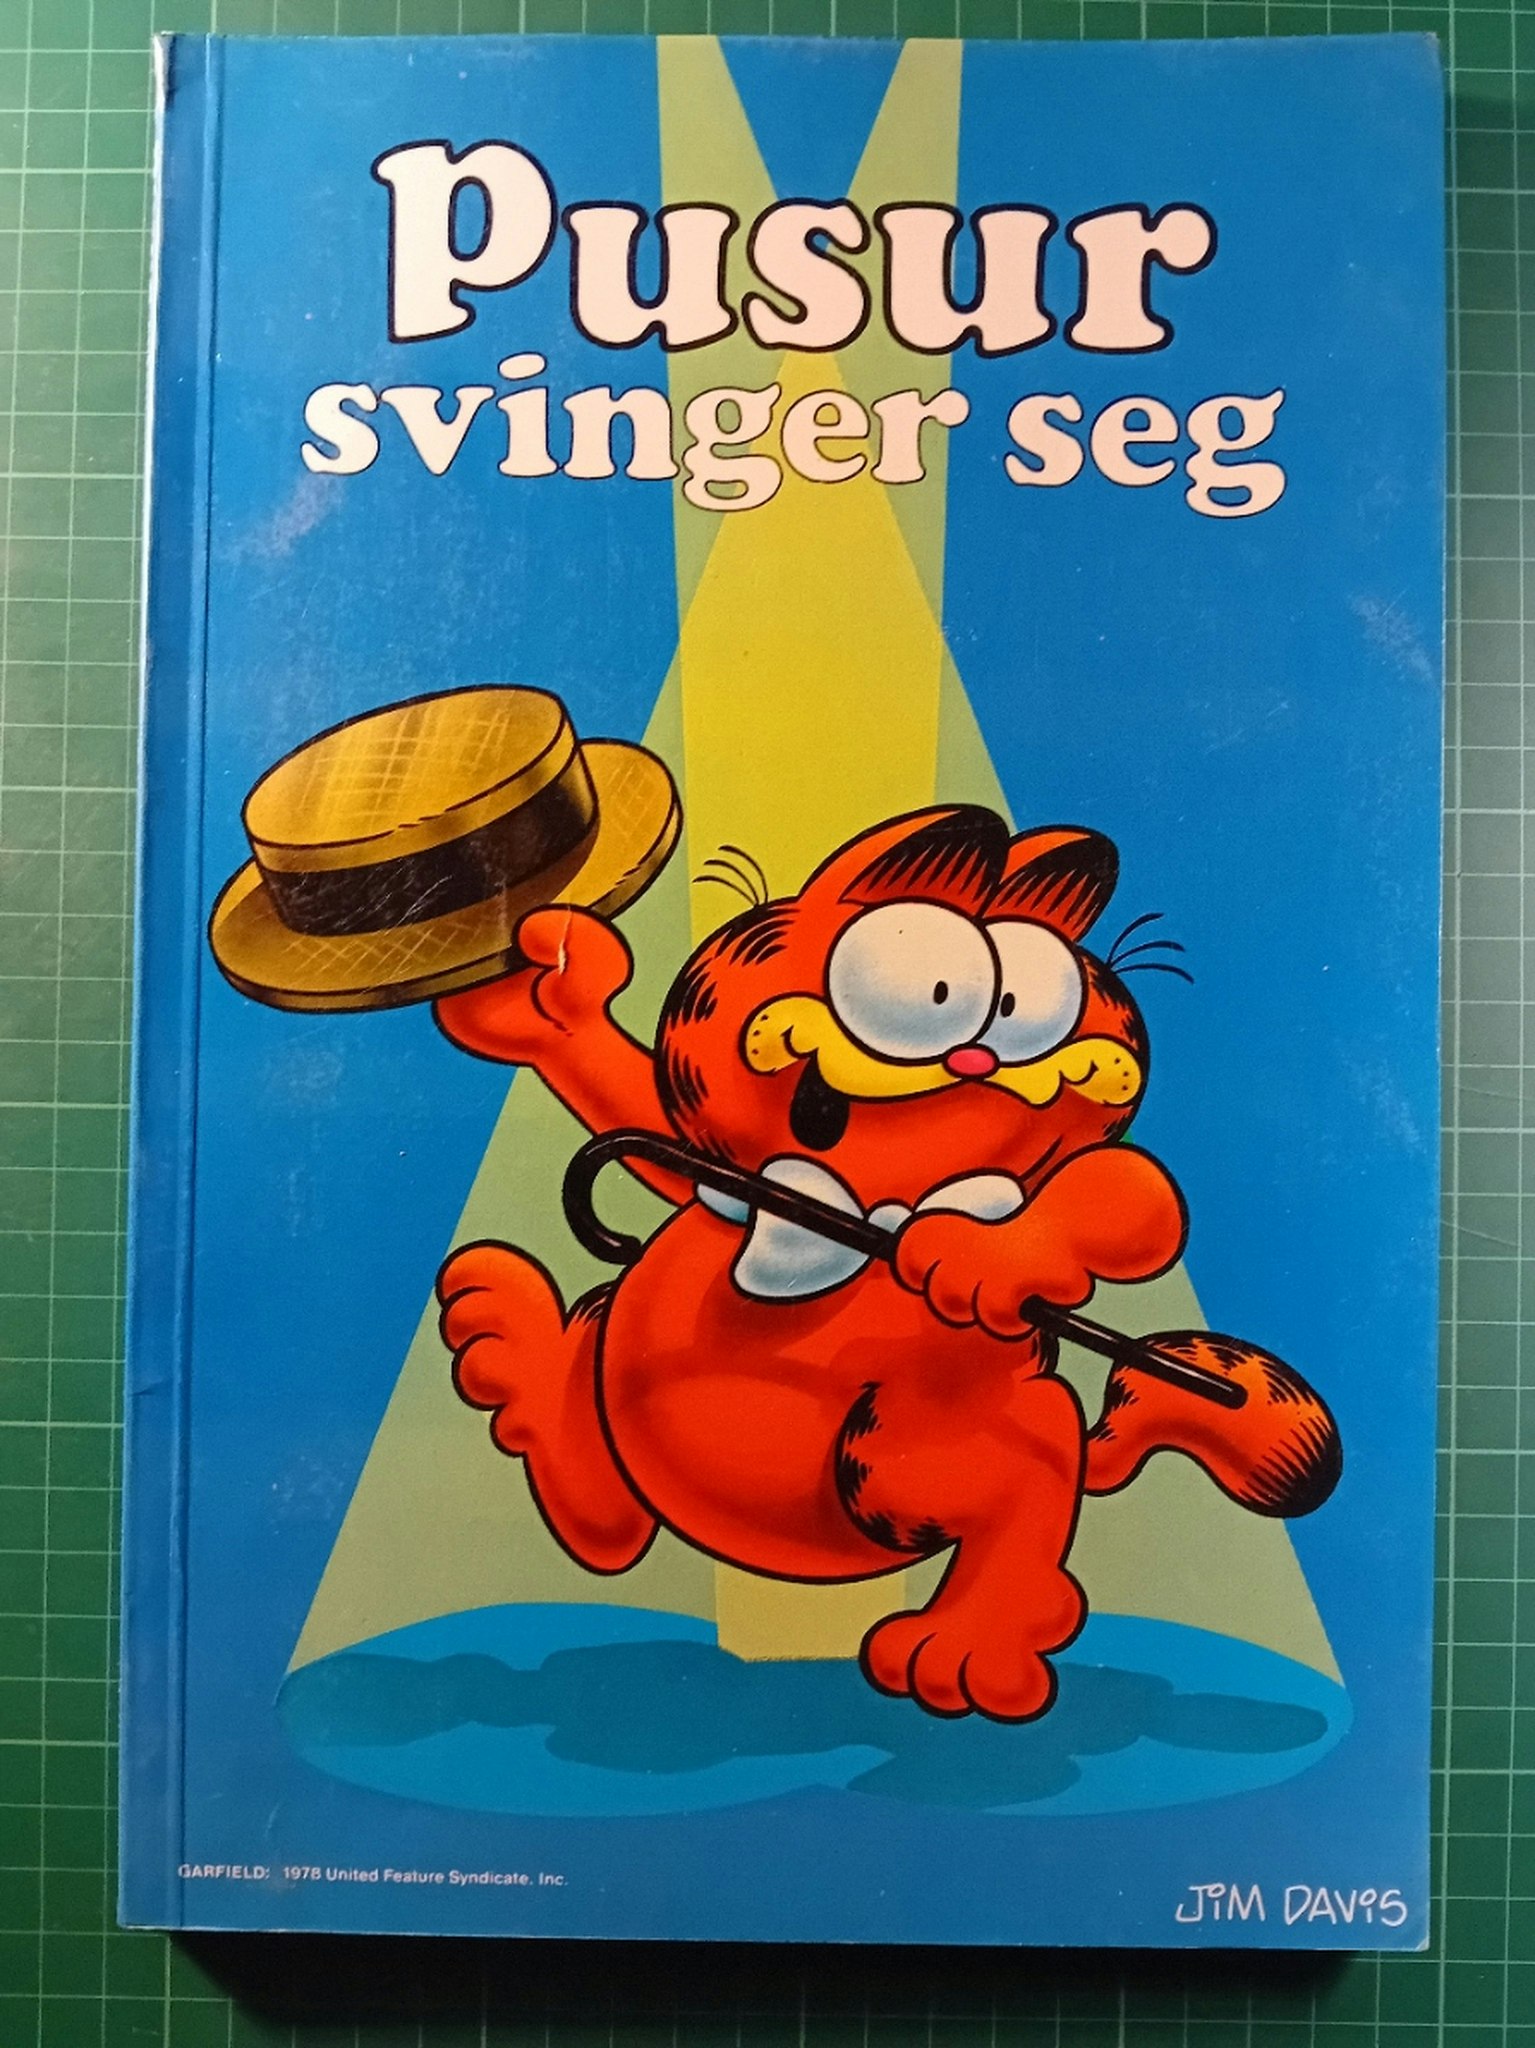 Pusur
svinger seg
GARFIELD: 1978 United Feature Syndicate, Inc.
JIM DAVIS